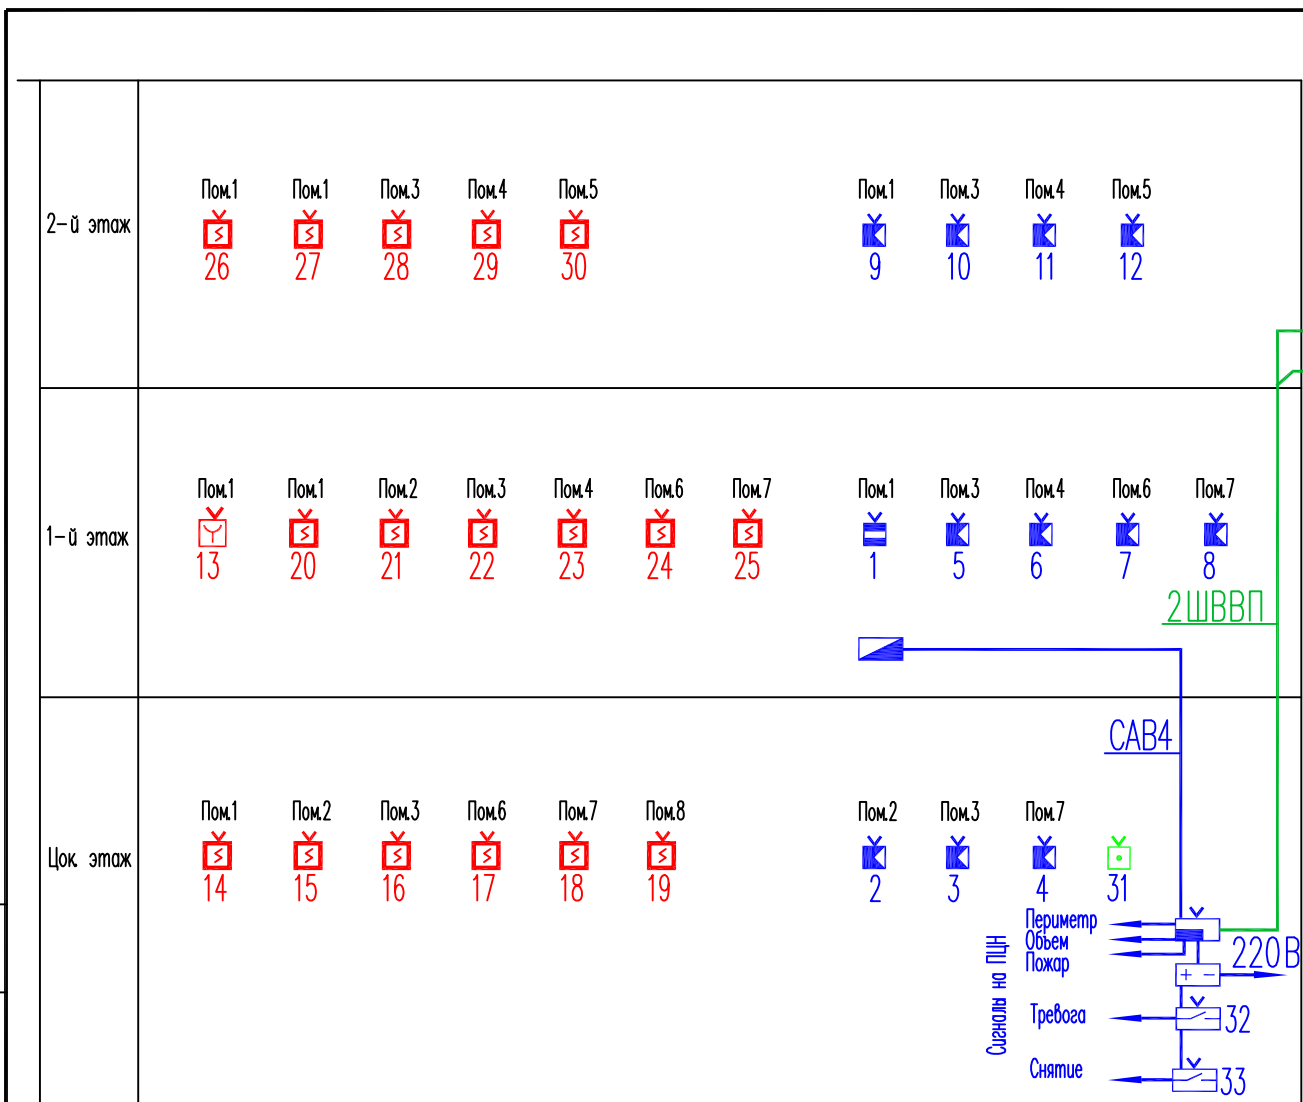 Пом.1 Пом.1 Пом.3 Пом.4 Пом.5 Пом.1 Пом.3 Пом.4 Пом.5
2-й этаж
26 27 28 29 30 9 10 11 12
Пом.1 Пом.1 Пом.2 Пом.3 Пом.4 Пом.6 Пом.7 Пом.1 Пом.3 Пом.4 Пом.6 Пом.7
1-й этаж
13 20 21 22 23 24 25 1 5 6 7 8
2ШВВП
САВ4
Пом.1 Пом.2 Пом.3 Пом.6 Пом.7 Пом.8 Пом.2 Пом.3 Пом.7
Цок. этаж
14 15 16 17 18 19 2 3 4 31
Сигналы на ПЦН
Периметр
Объем
Пожар
220В
+ −
Тревога
32
Снятие
33